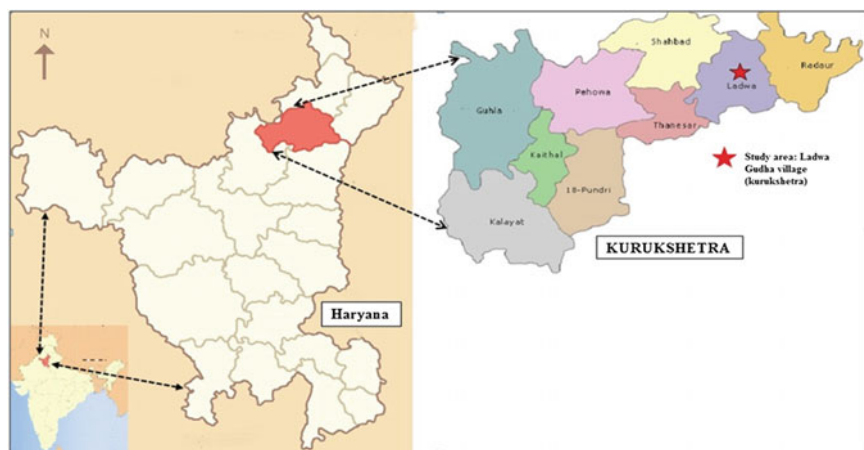 N
Haryana
Shahbad
Radaur
Ladwa
Pehowa
Guhla
Thanesar
Kaithal
18-Pundri
Kalayat
Study area: Ladwa
Gudha village
(kurukshetra)
KURUKSHETRA